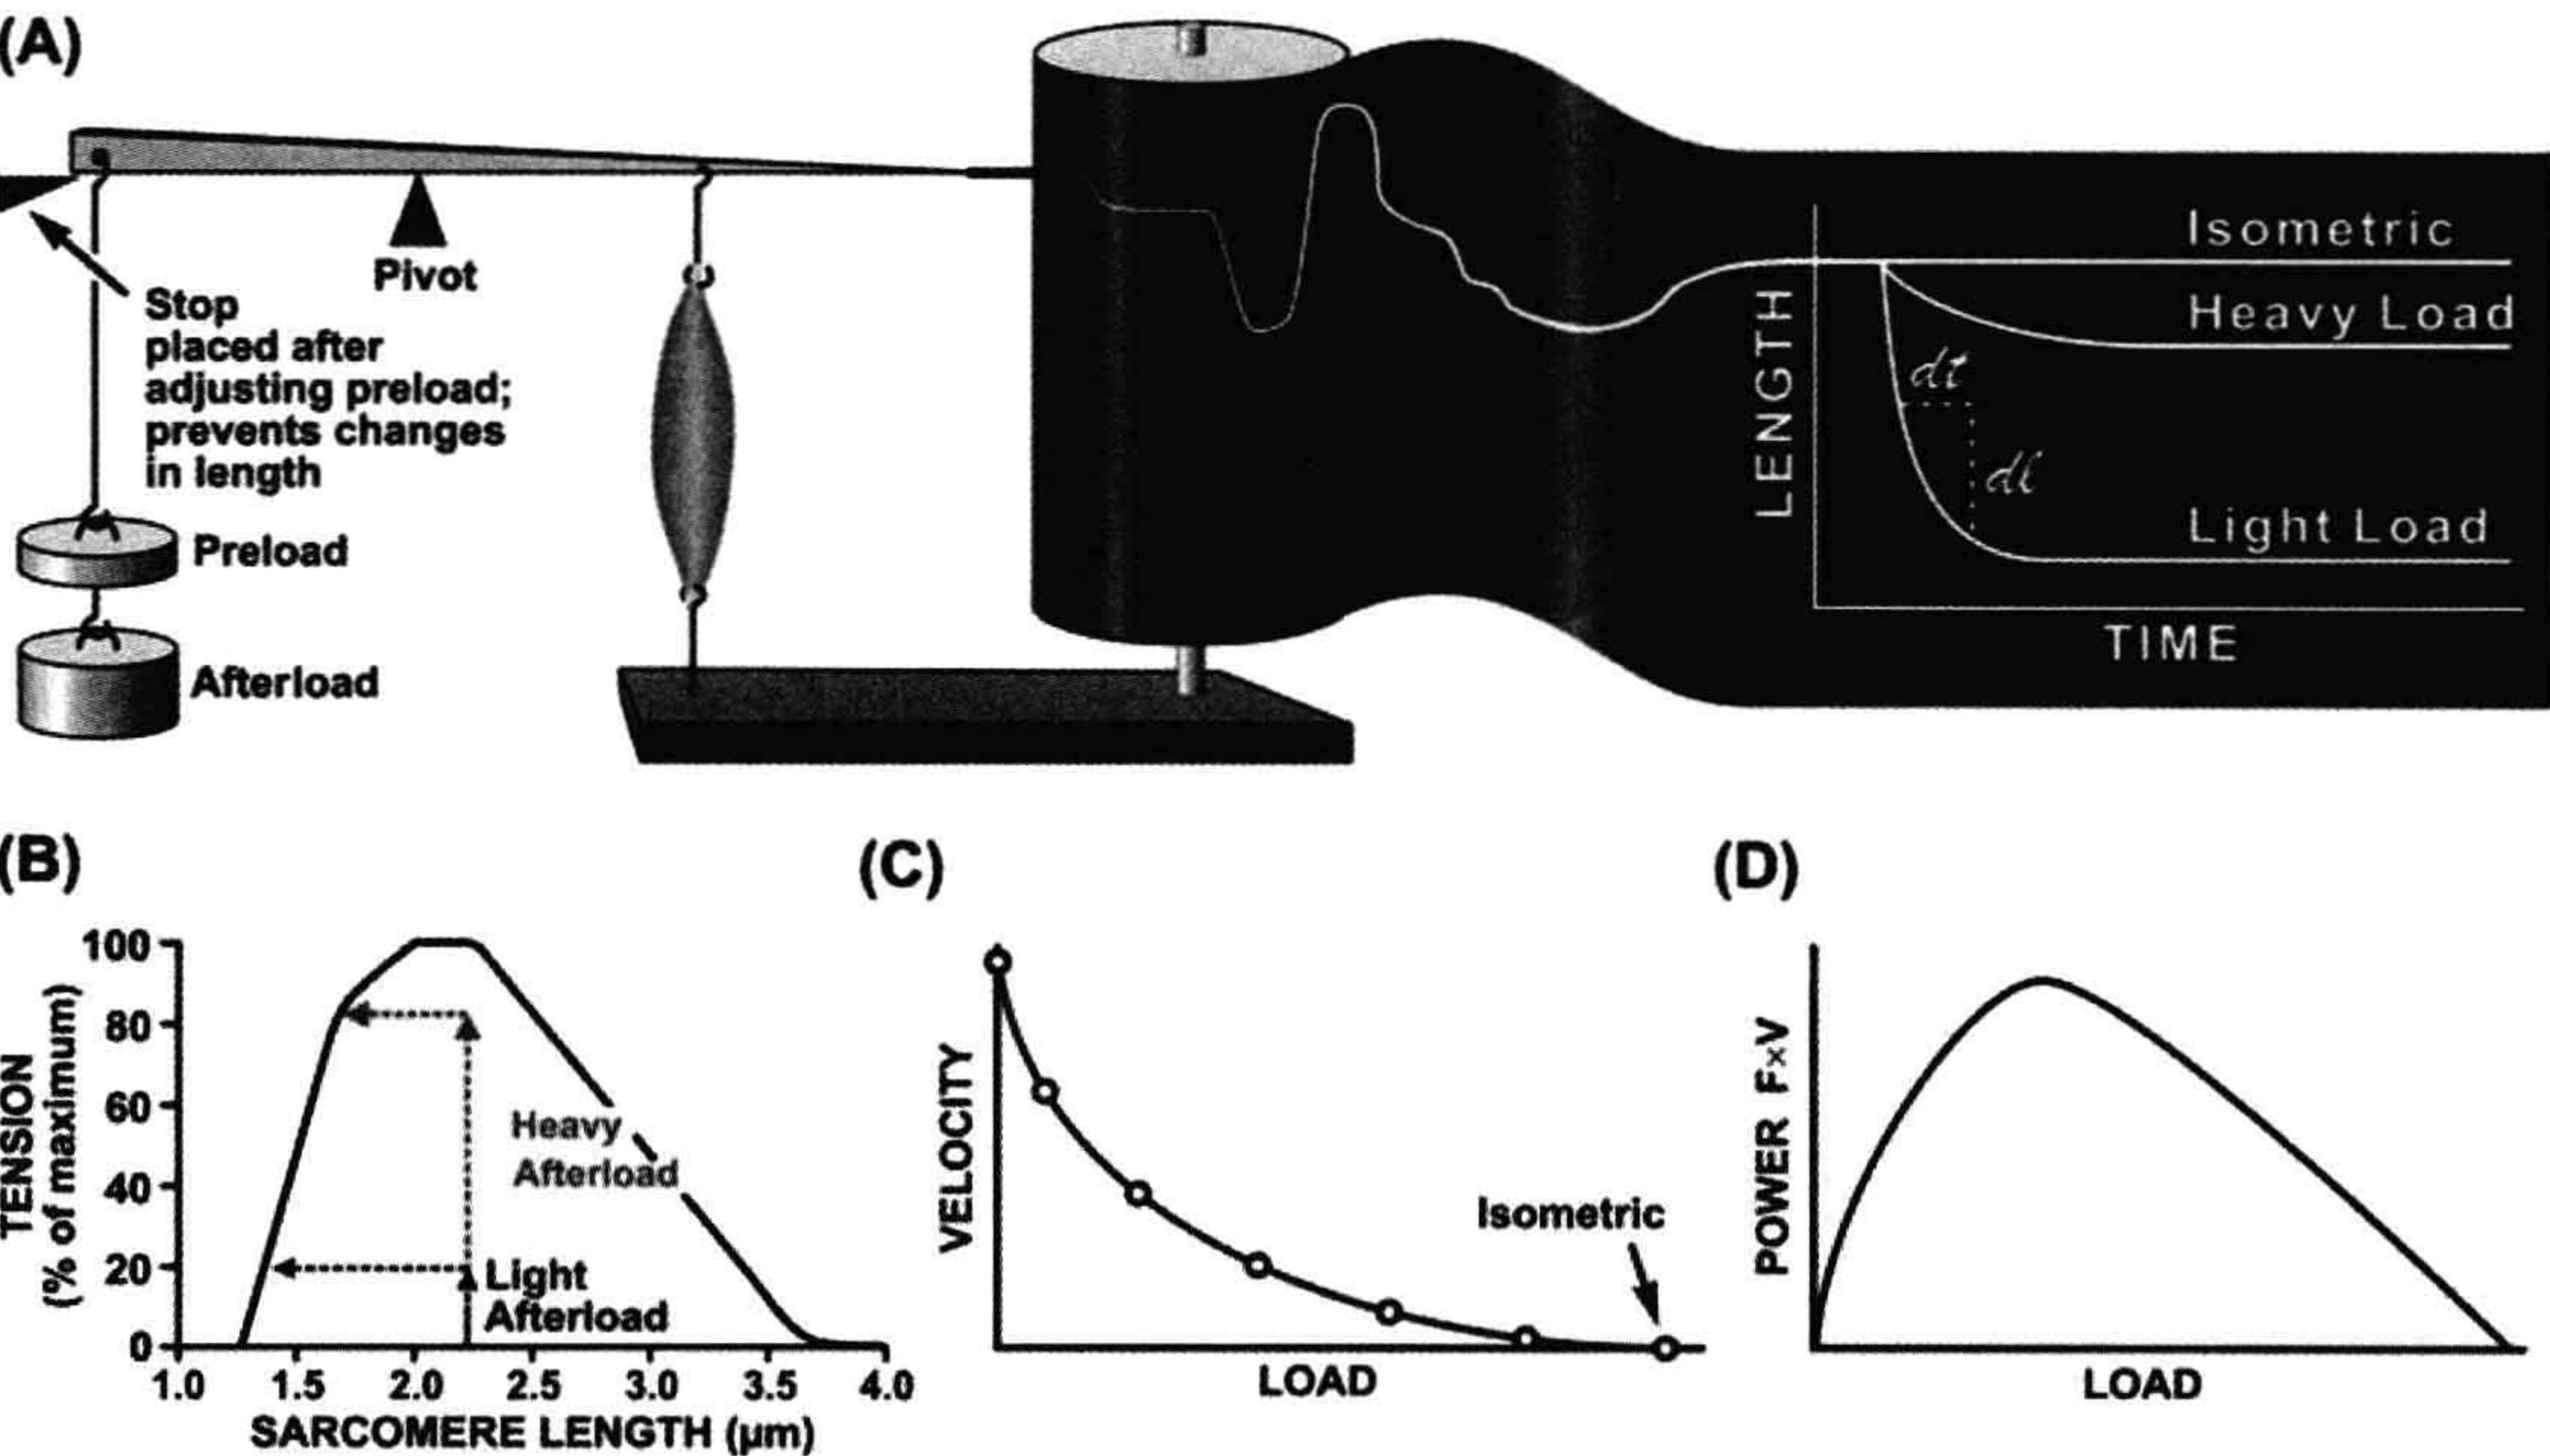 (A)
Pivot
Stop
placed after
adjusting preload;
prevents changes
in length
Preload
Afterload
Isometric
Heavy Load
Light Load
LENGTH
dt
dl
TIME
(B)
TENSION
(% of maximum)
100
80
60
40
20
0
Heavy
Afterload
Light
Afterload
1.0 1.5 2.0 2.5 3.0 3.5 4.0
SARCOMERE LENGTH (μm)
(C)
VELOCITY
Isometric
LOAD
(D)
POWER F×V
LOAD